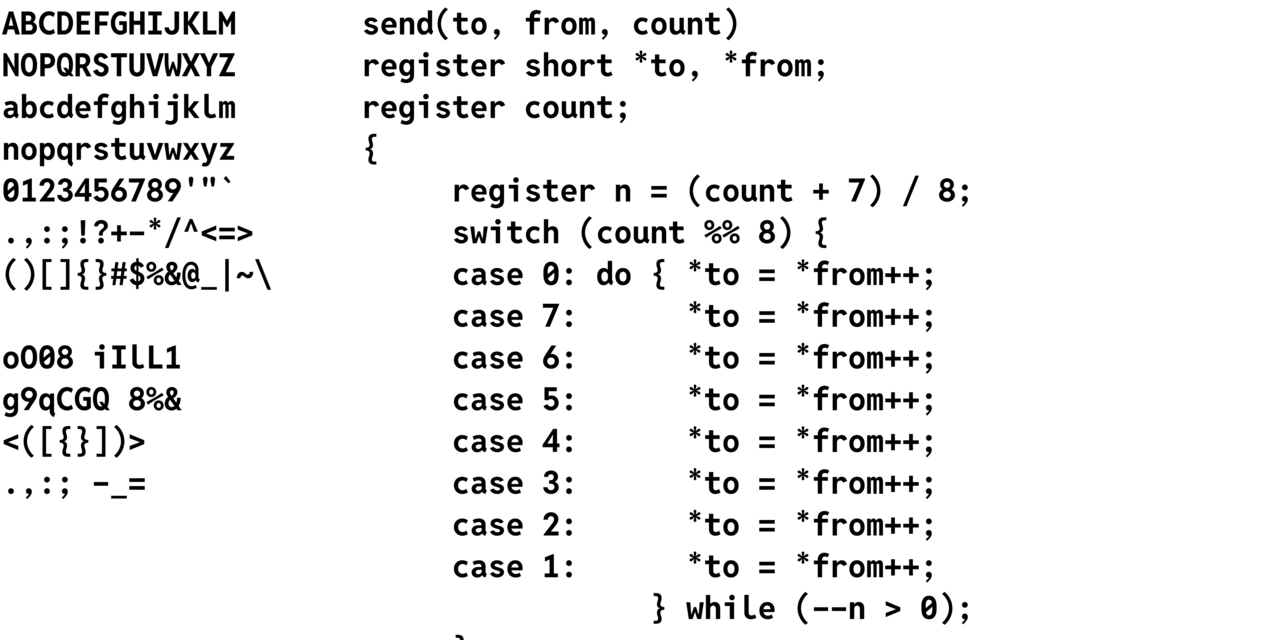 ABCDEFGHIJKLM
NOPQRSTUVWXYZ
abcdefghijklm
nopqrstuvwxyz
0123456789'"`
.,:;!?+-*/^<=>
()[]{}#$%&@_|~\
oO08 iIlL1
g9qCGQ 8%&
<([{}])>
.,:; -_=
send(to, from, count)
register short *to, *from;
register count;
{
    register n = (count + 7) / 8;
    switch (count %% 8) {
    case 0: do { *to = *from++;
    case 7:      *to = *from++;
    case 6:      *to = *from++;
    case 5:      *to = *from++;
    case 4:      *to = *from++;
    case 3:      *to = *from++;
    case 2:      *to = *from++;
    case 1:      *to = *from++;
               } while (--n > 0);